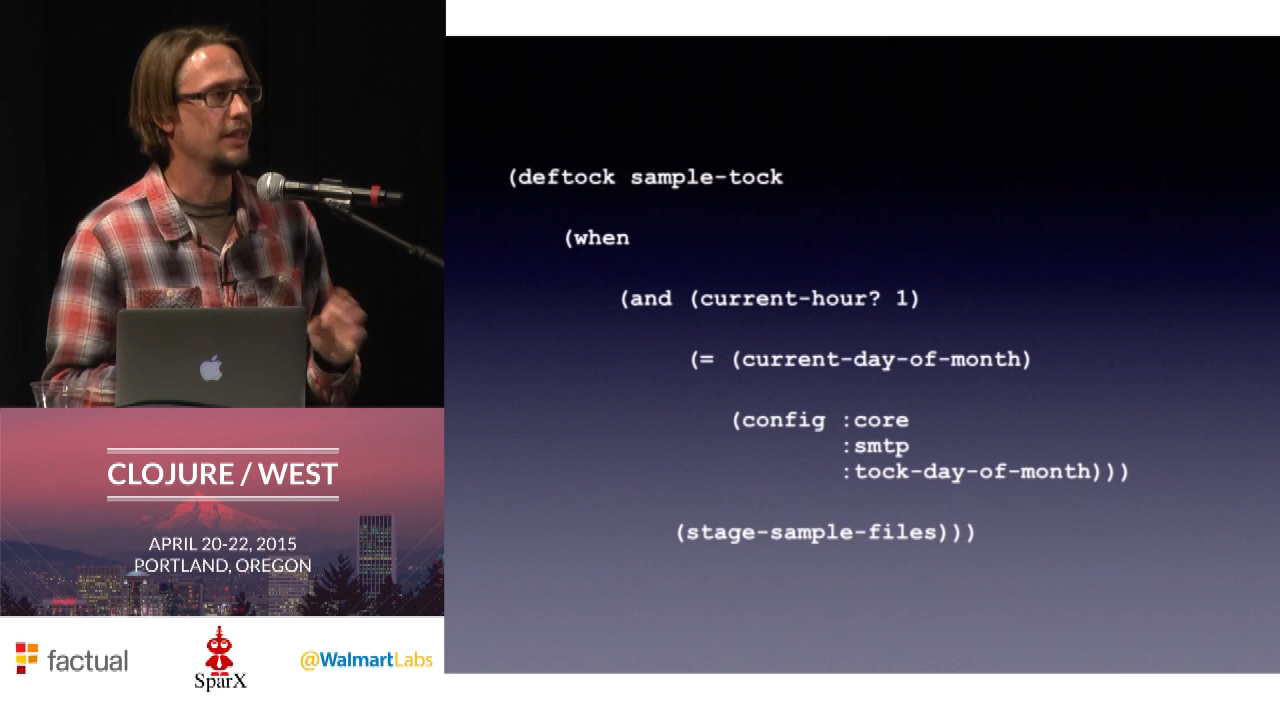 (deftock sample-tock
(when
(and (current-hour? 1)
(= (current-day-of-month)
(config :core
:smtp
:tock-day-of-month)))
(stage-sample-files)))
CLOJURE / WEST
APRIL 20-22, 2015
PORTLAND, OREGON
factual
SparX
@WalmartLabs